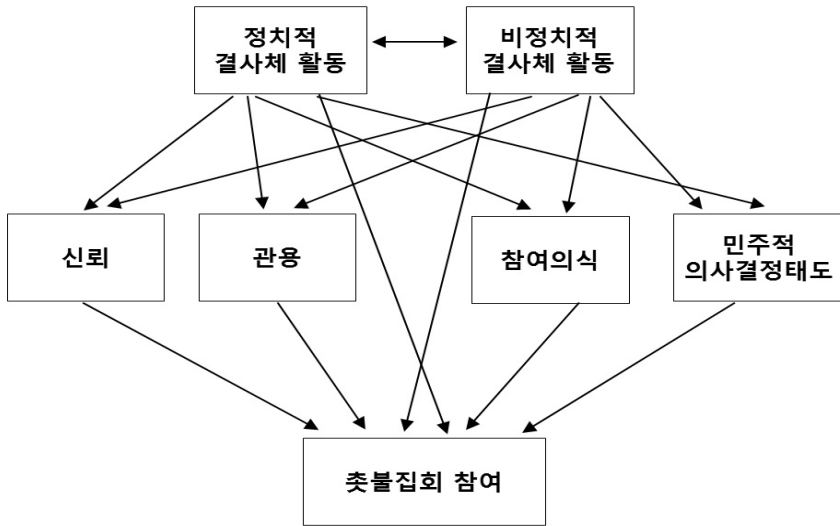 정치적
결사체 활동
비정치적
결사체 활동
신뢰
관용
참여의식
민주적
의사결정태도
촛불집회 참여